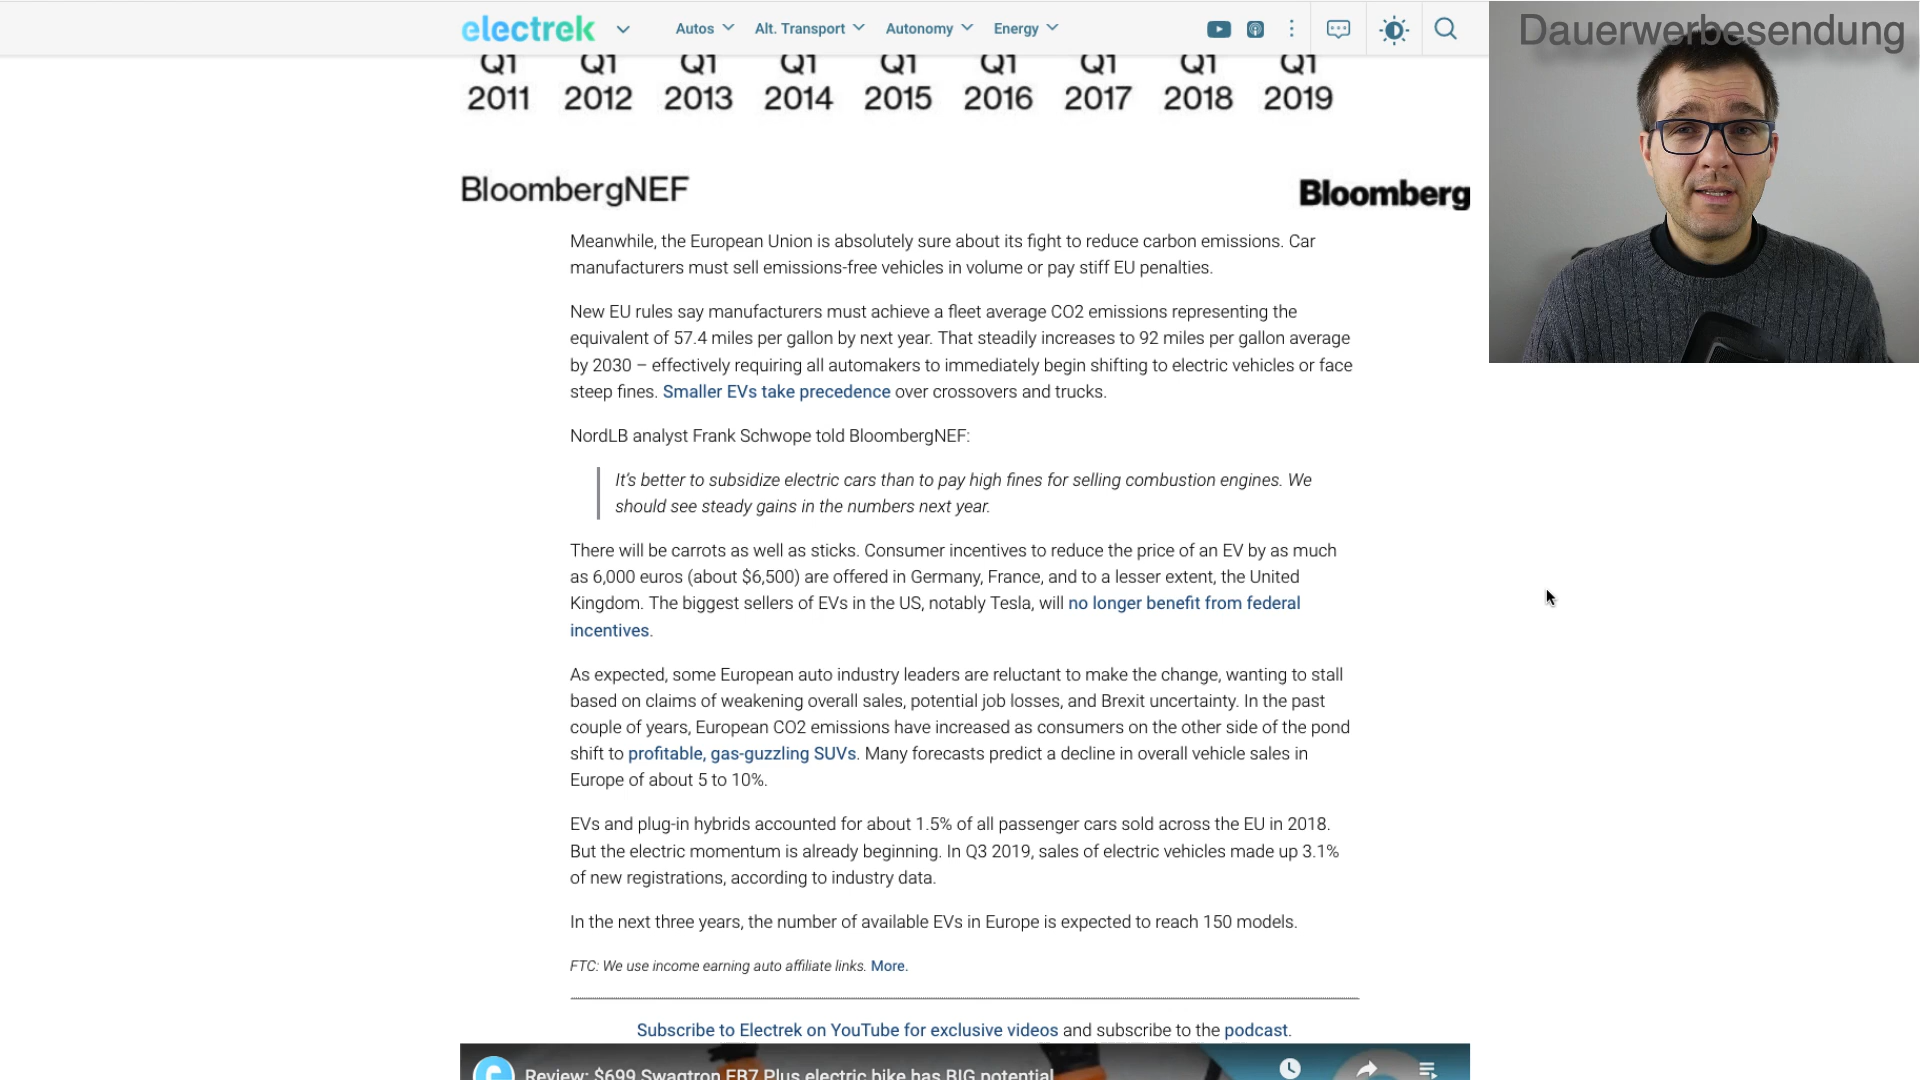 electrek Autos Alt. Transport Autonomy Energy
Dauerwerbesendung
Q1 Q1 Q1 Q1 Q1 Q1 Q1 Q1 Q1
2011 2012 2013 2014 2015 2016 2017 2018 2019
BloombergNEF Bloomberg
Meanwhile, the European Union is absolutely sure about its fight to reduce carbon emissions. Car
manufacturers must sell emissions-free vehicles in volume or pay stiff EU penalties.
New EU rules say manufacturers must achieve a fleet average CO2 emissions representing the
equivalent of 57.4 miles per gallon by next year. That steadily increases to 92 miles per gallon average
by 2030 – effectively requiring all automakers to immediately begin shifting to electric vehicles or face
steep fines. Smaller EVs take precedence over crossovers and trucks.
NordLB analyst Frank Schwope told BloombergNEF:
It's better to subsidize electric cars than to pay high fines for selling combustion engines. We
should see steady gains in the numbers next year.
There will be carrots as well as sticks. Consumer incentives to reduce the price of an EV by as much
as 6,000 euros (about $6,500) are offered in Germany, France, and to a lesser extent, the United
Kingdom. The biggest sellers of EVs in the US, notably Tesla, will no longer benefit from federal
incentives.
As expected, some European auto industry leaders are reluctant to make the change, wanting to stall
based on claims of weakening overall sales, potential job losses, and Brexit uncertainty. In the past
couple of years, European CO2 emissions have increased as consumers on the other side of the pond
shift to profitable, gas-guzzling SUVs. Many forecasts predict a decline in overall vehicle sales in
Europe of about 5 to 10%.
EVs and plug-in hybrids accounted for about 1.5% of all passenger cars sold across the EU in 2018.
But the electric momentum is already beginning. In Q3 2019, sales of electric vehicles made up 3.1%
of new registrations, according to industry data.
In the next three years, the number of available EVs in Europe is expected to reach 150 models.
FTC: We use income earning auto affiliate links. More.
Subscribe to Electrek on YouTube for exclusive videos and subscribe to the podcast.
Review: $699 Swagtron EB7 Plus electric bike has BIG potential